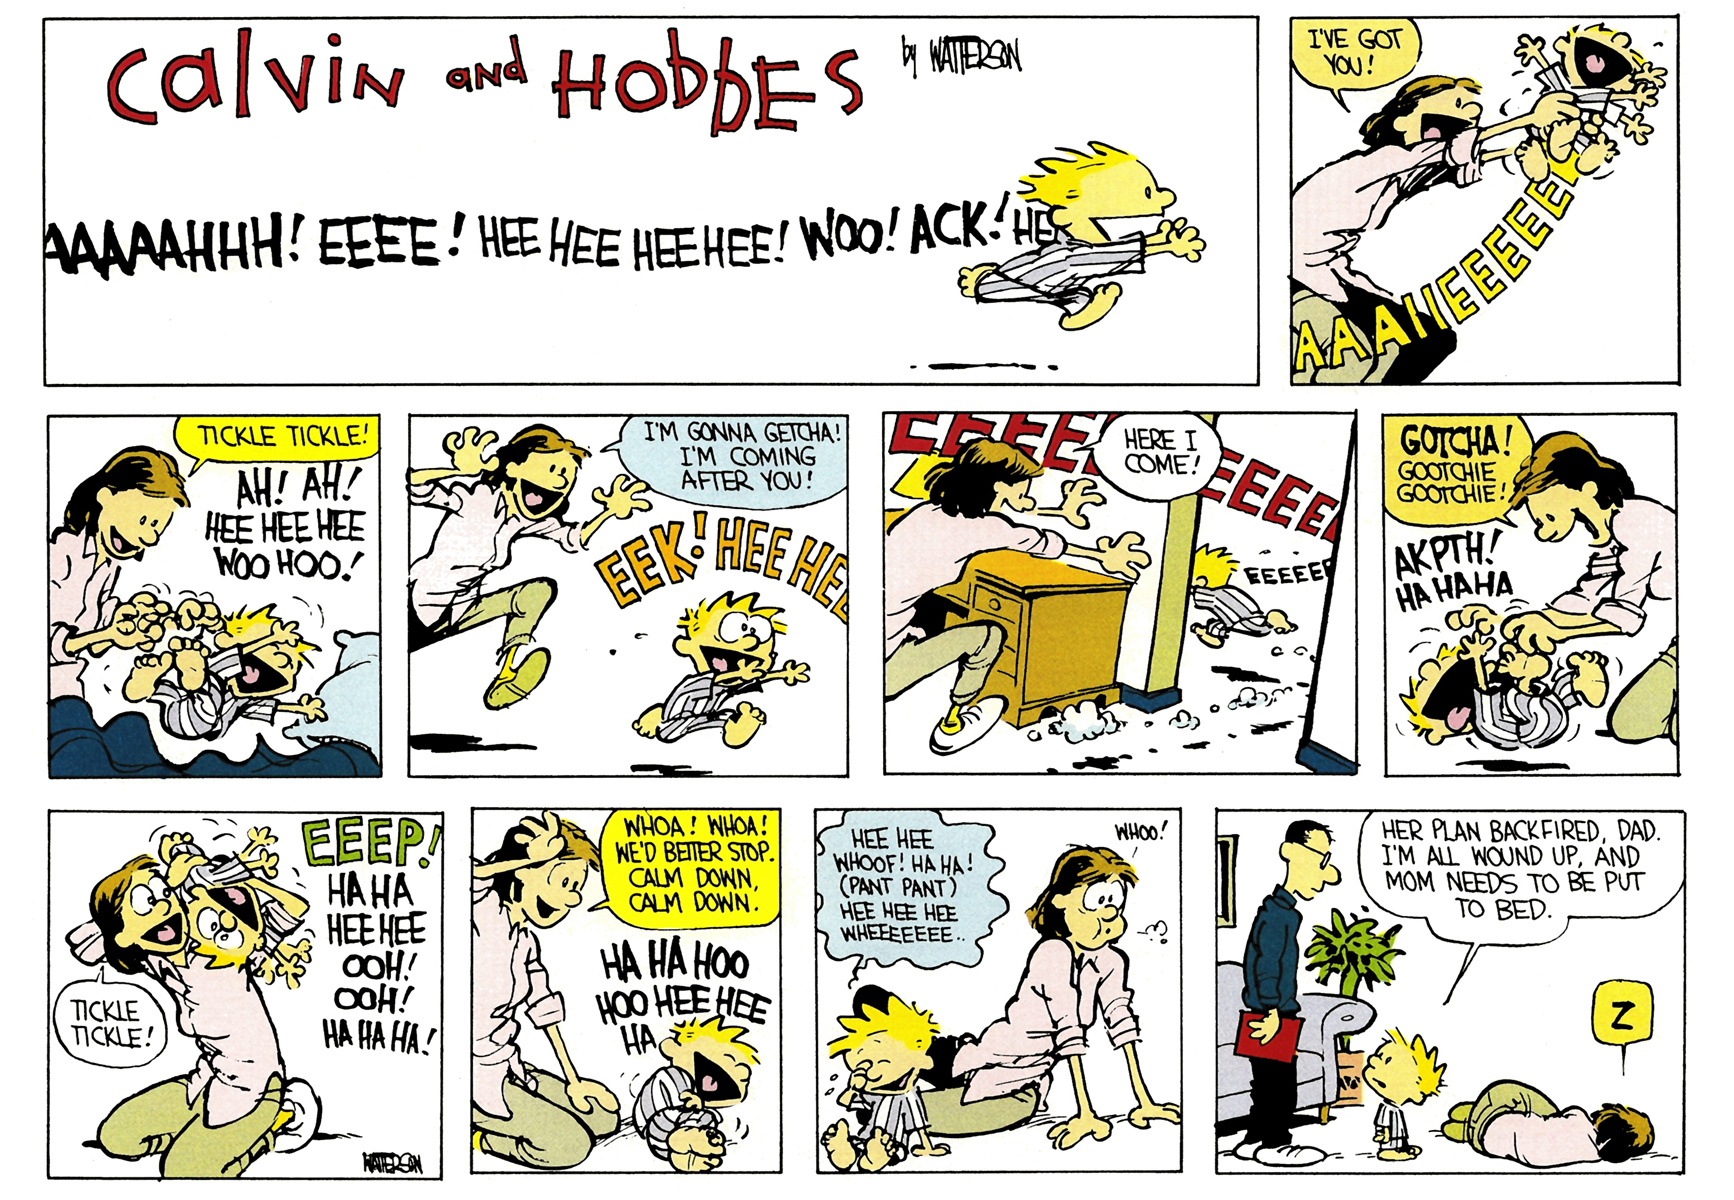 Calvin and Hobbes
by WATTERSON
AAAAAHHH! EEEE! HEE HEE HEE HEE! WOO! ACK! HE
I'VE GOT
YOU!
AAAIIEEEEE
TICKLE TICKLE!
AH! AH!
HEE HEE HEE
WOO HOO!
I'M GONNA GETCHA!
I'M COMING
AFTER YOU!
EEK! HEE HEE
EEEEEEEEE
HERE I
COME!
EEEEEE
GOTCHA!
GOOTCHIE
GOOTCHIE!
AKPTH!
HA HAHA
EEEP!
HA HA
HEE HEE
OOH!
OOH!
HA HA HA!
TICKLE
TICKLE!
WATTERSON
WHOA! WHOA!
WE'D BETTER STOP.
CALM DOWN,
CALM DOWN.
HA HA HOO
HOO HEE HEE
HA
HEE HEE
WHOOF! HA HA!
(PANT PANT)
HEE HEE HEE
WHEEEEEEE..
WHOO!
HER PLAN BACKFIRED, DAD.
I'M ALL WOUND UP, AND
MOM NEEDS TO BE PUT
TO BED.
Z